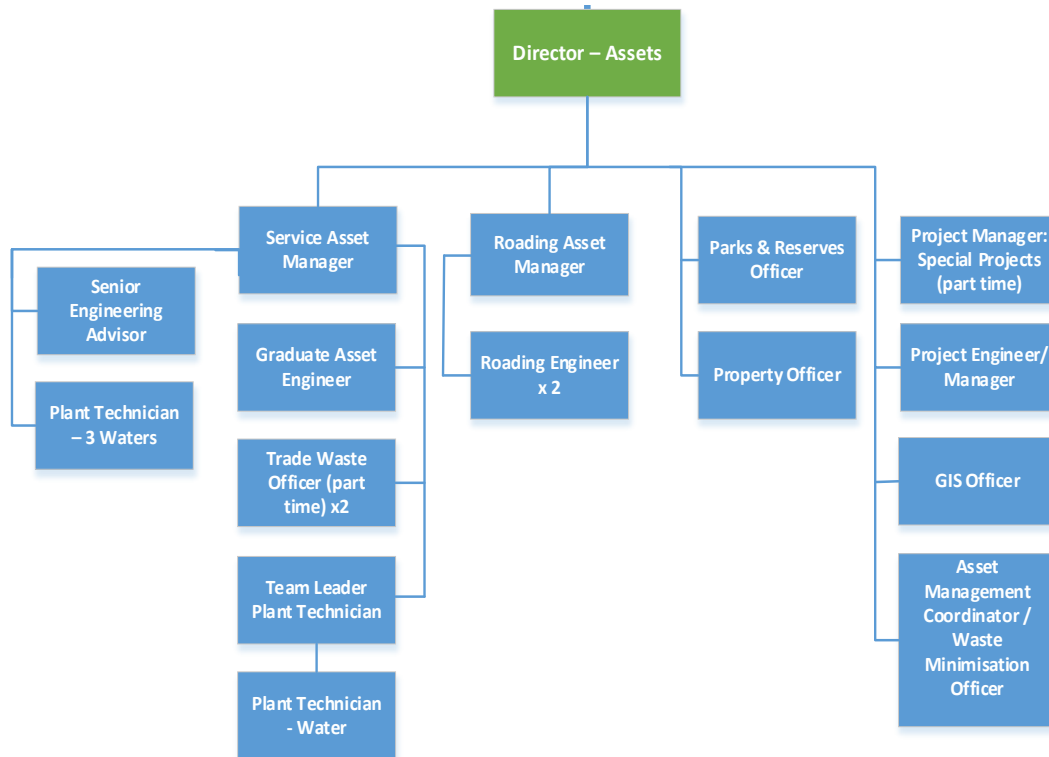 Director – Assets
Service Asset
Manager
Roading Asset
Manager
Parks & Reserves
Officer
Project Manager:
Special Projects
(part time)
Senior
Engineering
Advisor
Graduate Asset
Engineer
Roading Engineer
x 2
Property Officer
Project Engineer/
Manager
Plant Technician
– 3 Waters
Trade Waste
Officer (part
time) x2
GIS Officer
Team Leader
Plant Technician
Asset
Management
Coordinator /
Waste
Minimisation
Officer
Plant Technician
- Water